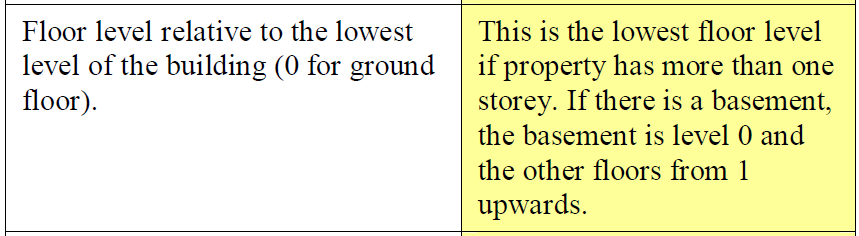 Floor level relative to the lowest
level of the building (0 for ground
floor).
This is the lowest floor level
if property has more than one
storey. If there is a basement,
the basement is level 0 and
the other floors from 1
upwards.